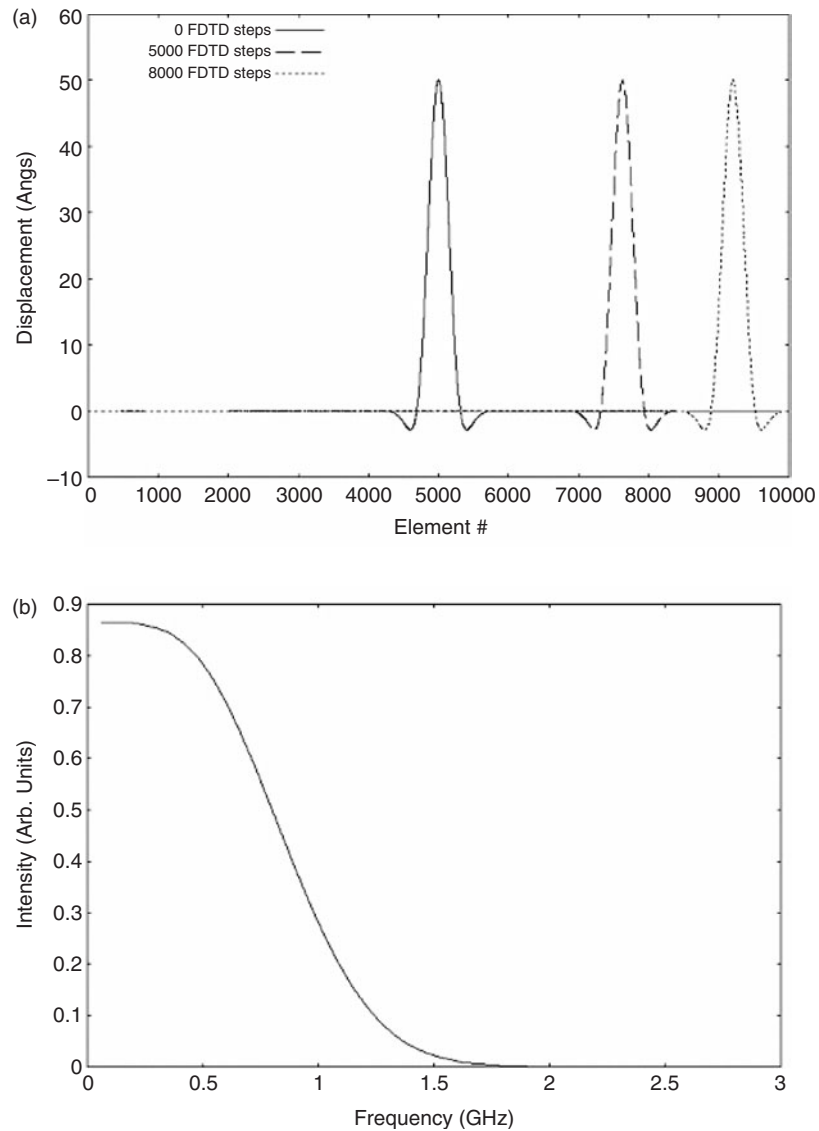 (a)
60
50
40
30
20
10
0
−10
Displacement (Angs)
0 FDTD steps
5000 FDTD steps
8000 FDTD steps
0 1000 2000 3000 4000 5000 6000 7000 8000 9000 10000
Element #
(b)
0.9
0.8
0.7
0.6
0.5
0.4
0.3
0.2
0.1
0
Intensity (Arb. Units)
0 0.5 1 1.5 2 2.5 3
Frequency (GHz)